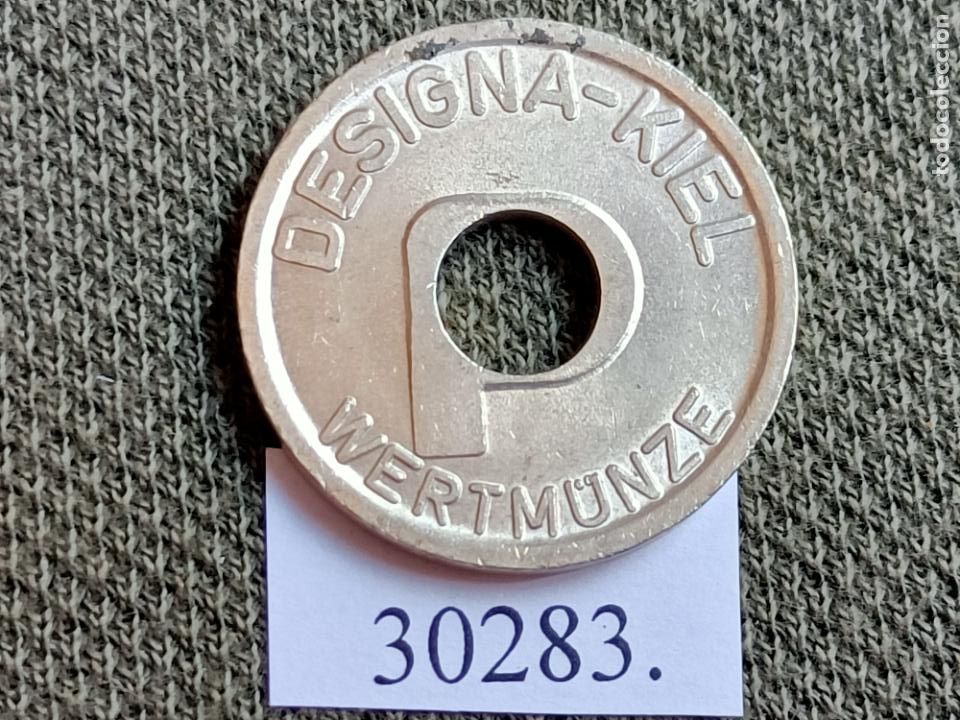 DESIGNA-KIEL
P
WERTMÜNZE
30283.
todocoleccion